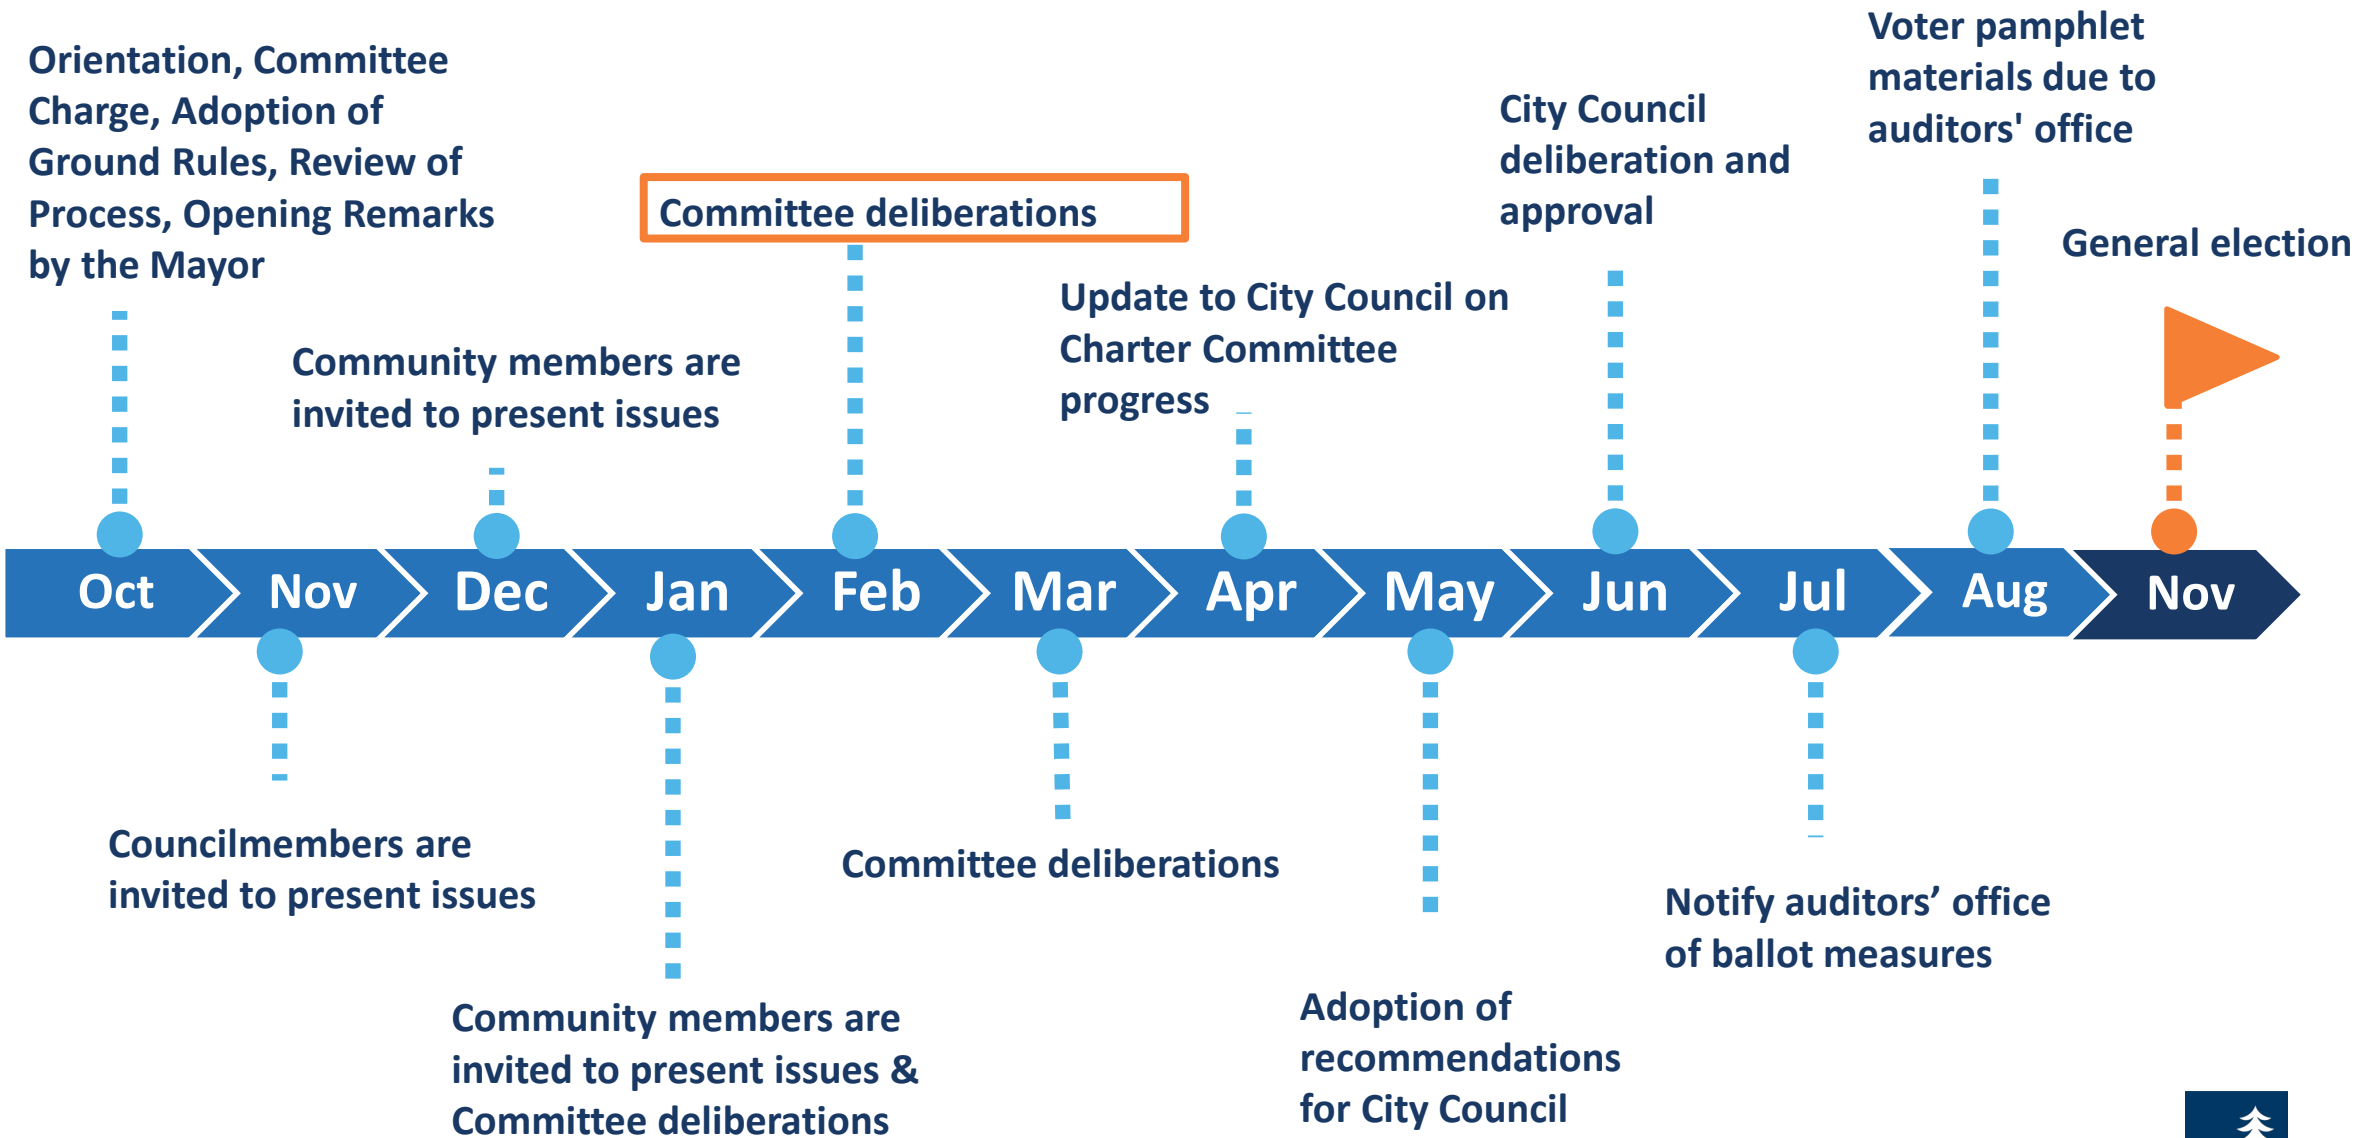 Orientation, Committee
Charge, Adoption of
Ground Rules, Review of
Process, Opening Remarks
by the Mayor
Community members are
invited to present issues
Committee deliberations
Update to City Council on
Charter Committee
progress
City Council
deliberation and
approval
Voter pamphlet
materials due to
auditors' office
General election
Oct
Nov
Dec
Jan
Feb
Mar
Apr
May
Jun
Jul
Aug
Nov
Councilmembers are
invited to present issues
Community members are
invited to present issues &
Committee deliberations
Committee deliberations
Adoption of
recommendations
for City Council
Notify auditors’ office
of ballot measures